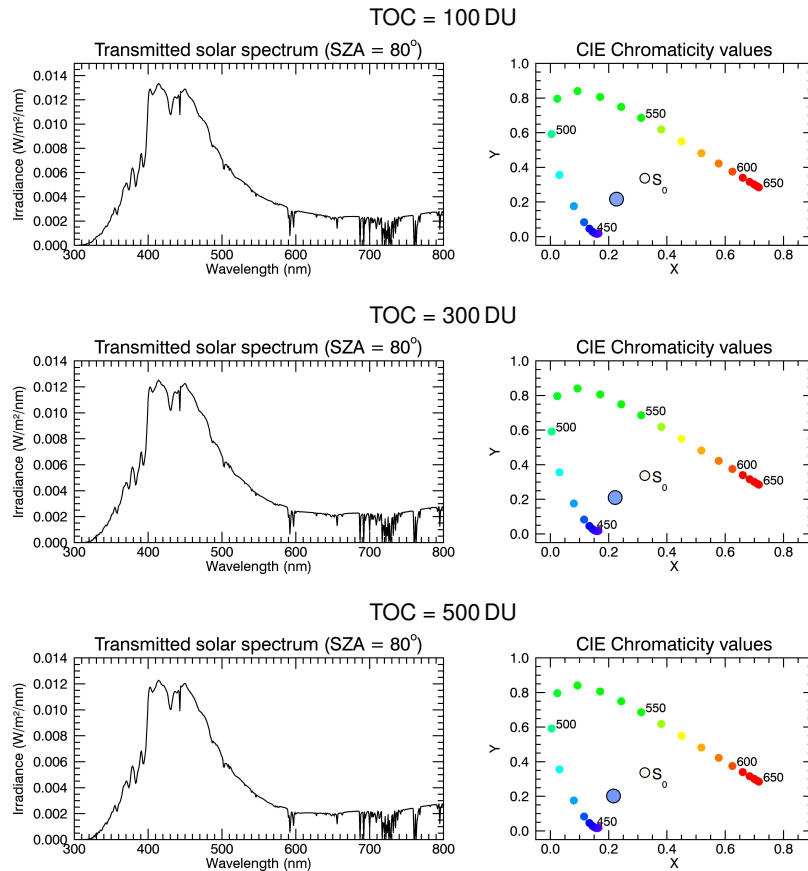 TOC = 100 DU
Transmitted solar spectrum (SZA = 80°)
Irradiance (W/m²/nm)
0.014
0.012
0.010
0.008
0.006
0.004
0.002
0.000
300 400 500 600 700 800
Wavelength (nm)
CIE Chromaticity values
Y
1.0
0.8
0.6
0.4
0.2
0.0
500
550
600
650
450
S₀
0.0 0.2 0.4 0.6 0.8
X
TOC = 300 DU
Transmitted solar spectrum (SZA = 80°)
Irradiance (W/m²/nm)
0.014
0.012
0.010
0.008
0.006
0.004
0.002
0.000
300 400 500 600 700 800
Wavelength (nm)
CIE Chromaticity values
Y
1.0
0.8
0.6
0.4
0.2
0.0
500
550
600
650
450
S₀
0.0 0.2 0.4 0.6 0.8
X
TOC = 500 DU
Transmitted solar spectrum (SZA = 80°)
Irradiance (W/m²/nm)
0.014
0.012
0.010
0.008
0.006
0.004
0.002
0.000
300 400 500 600 700 800
Wavelength (nm)
CIE Chromaticity values
Y
1.0
0.8
0.6
0.4
0.2
0.0
500
550
600
650
450
S₀
0.0 0.2 0.4 0.6 0.8
X